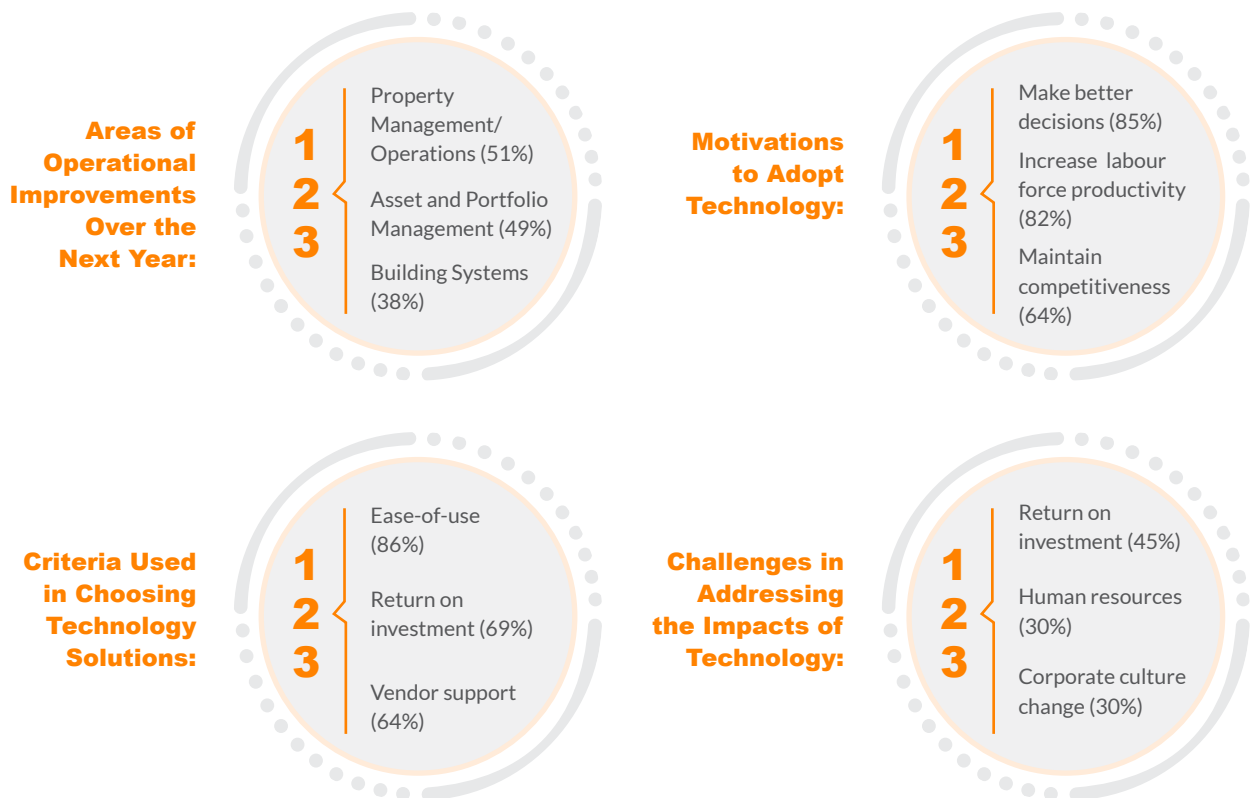 Areas of
Operational
Improvements
Over the
Next Year:
1
2
3
Property
Management/
Operations (51%)
Asset and Portfolio
Management (49%)
Building Systems
(38%)
Motivations
to Adopt
Technology:
1
2
3
Make better
decisions (85%)
Increase labour
force productivity
(82%)
Maintain
competitiveness
(64%)
Criteria Used
in Choosing
Technology
Solutions:
1
2
3
Ease-of-use
(86%)
Return on
investment (69%)
Vendor support
(64%)
Challenges in
Addressing
the Impacts of
Technology:
1
2
3
Return on
investment (45%)
Human resources
(30%)
Corporate culture
change (30%)